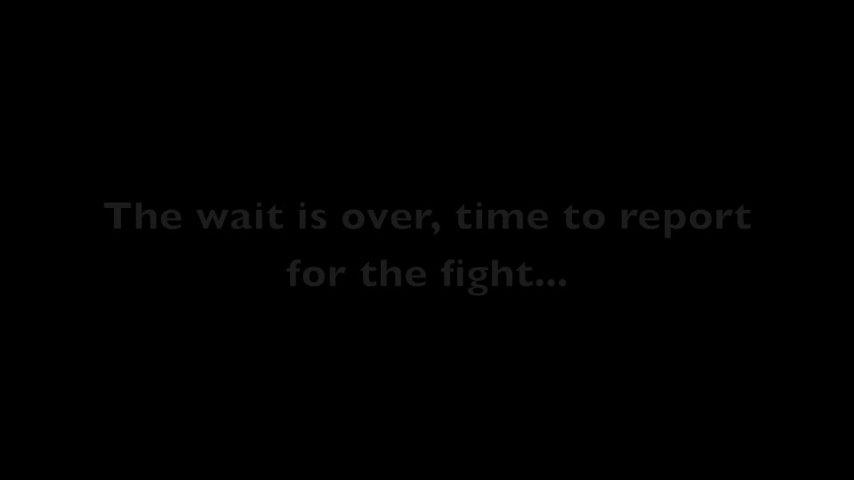 The wait is over, time to report
for the fight...